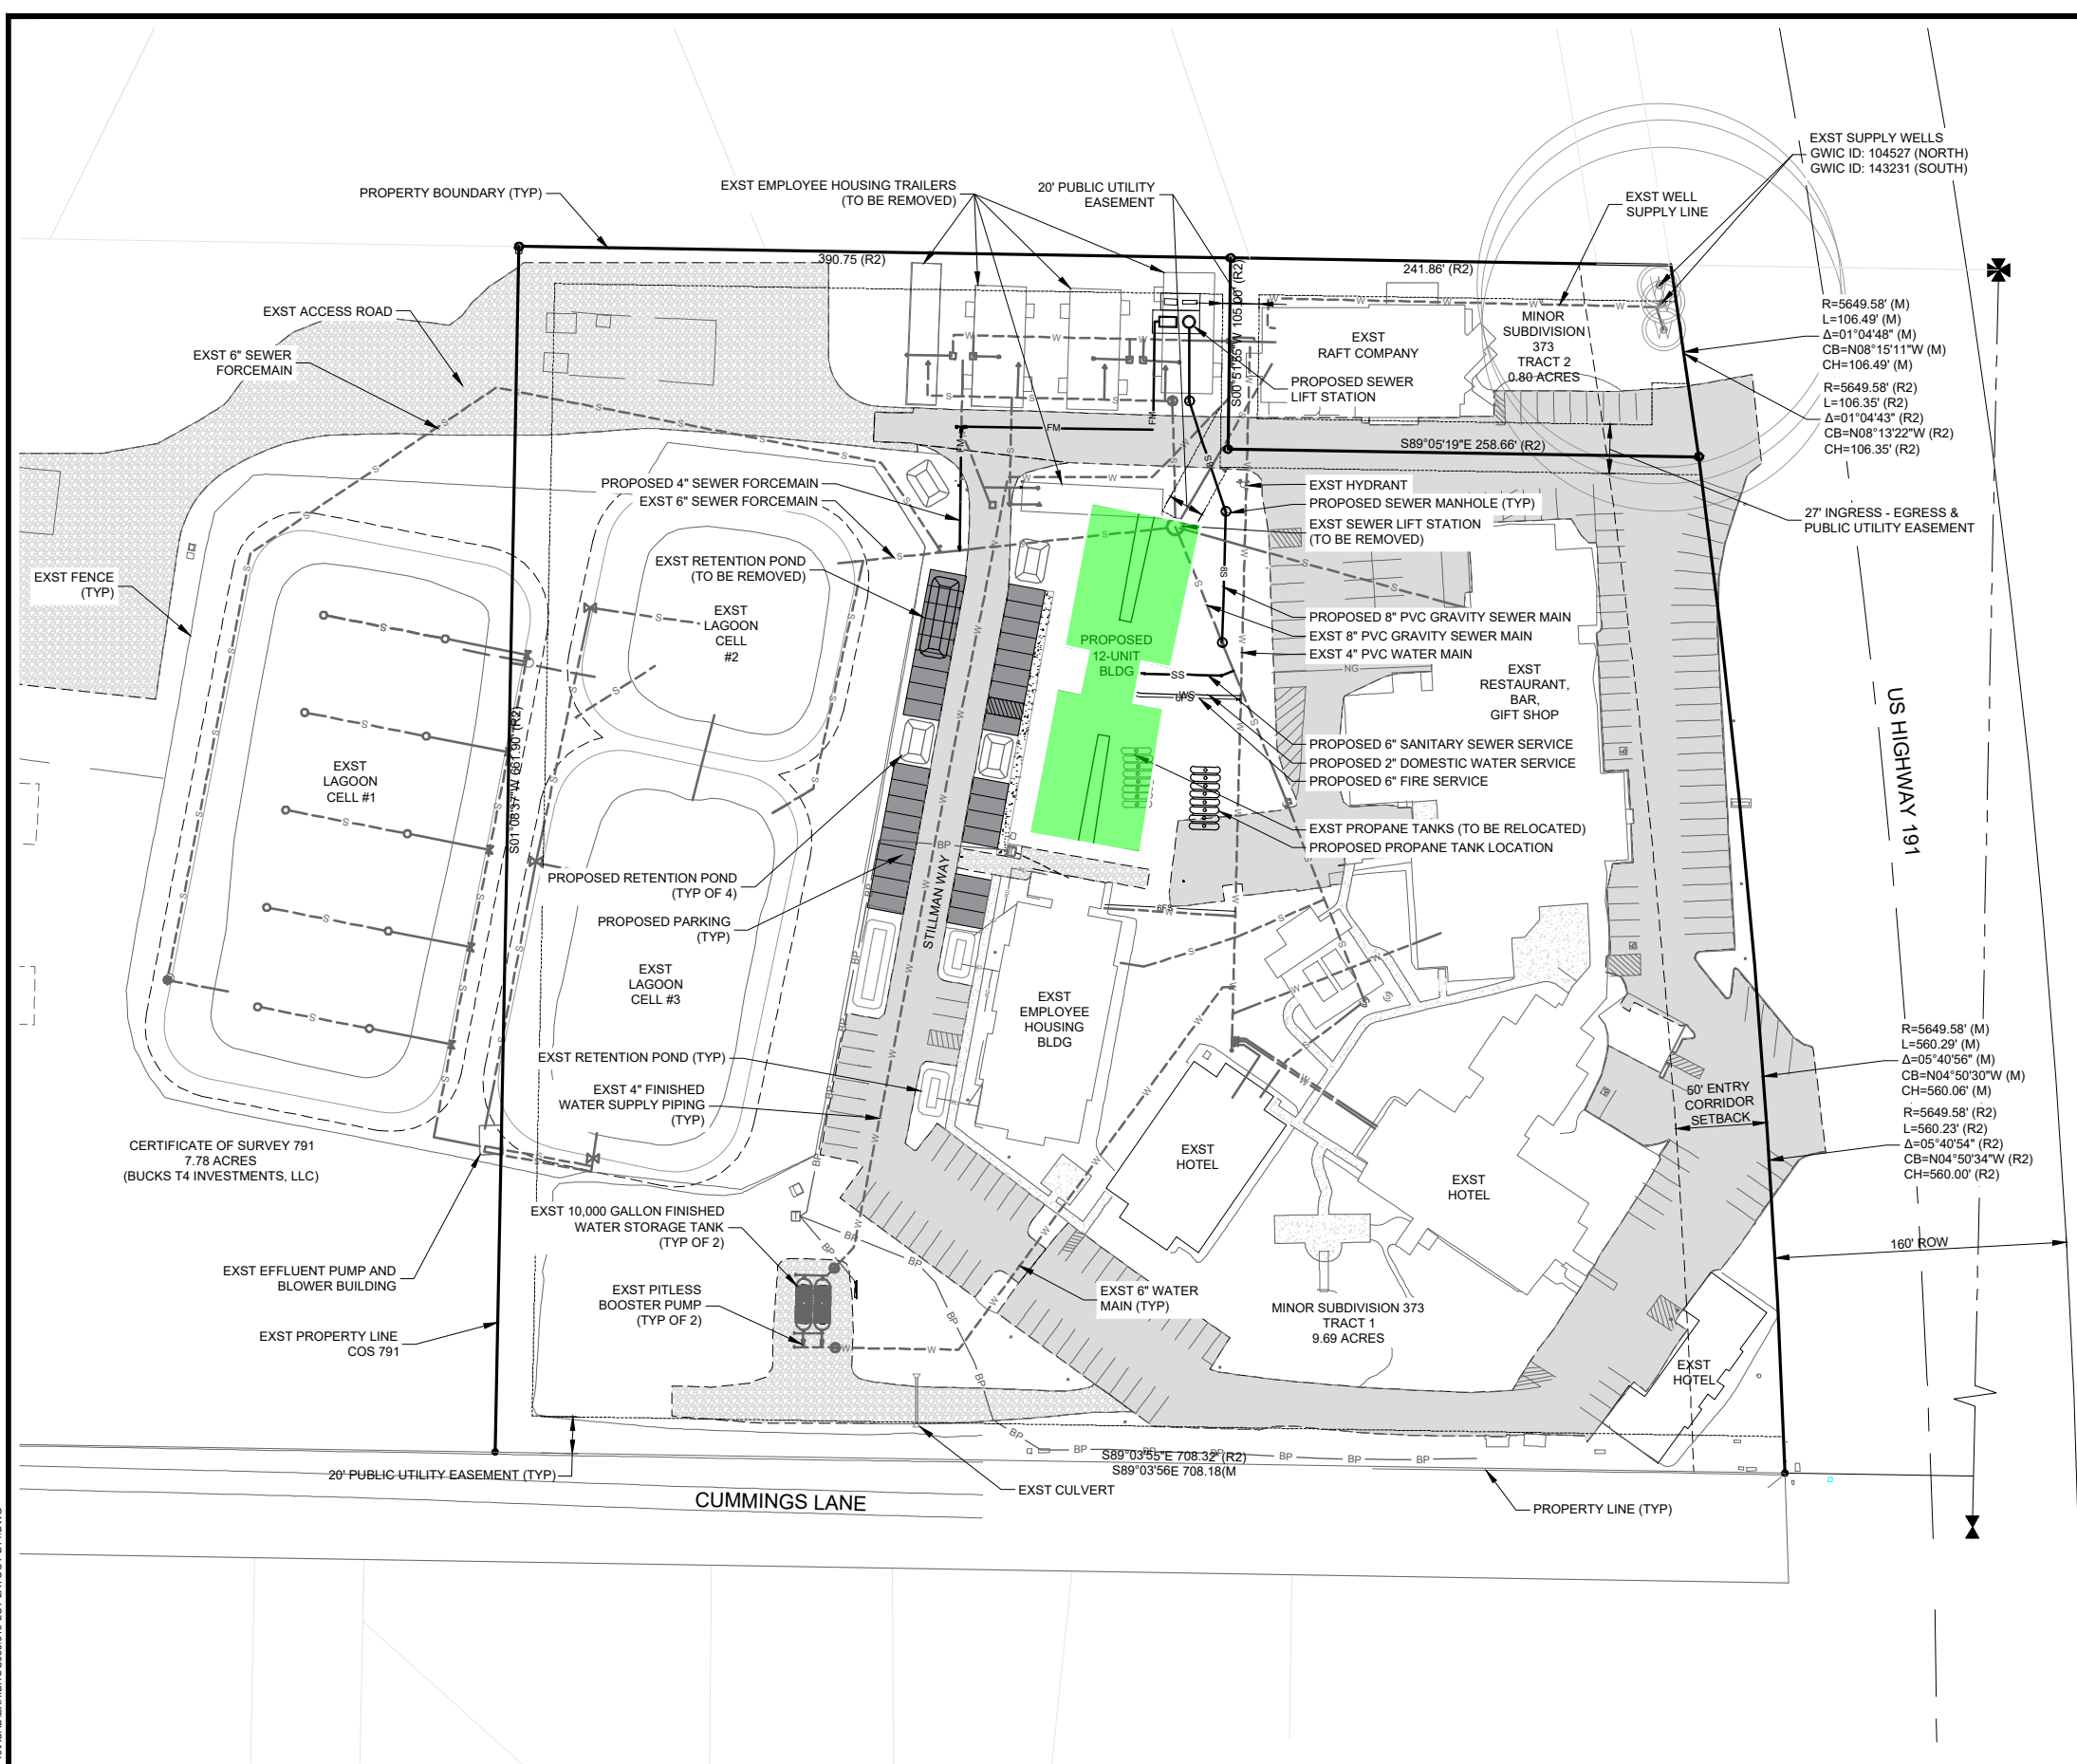 EXST SUPPLY WELLS
GWIC ID: 104527 (NORTH)
GWIC ID: 143231 (SOUTH)
PROPERTY BOUNDARY (TYP)
EXST EMPLOYEE HOUSING TRAILERS
(TO BE REMOVED)
20' PUBLIC UTILITY
EASEMENT
EXST WELL
SUPPLY LINE
390.75 (R2)
241.86' (R2)
S00°51'55"W 105.00' (R2)
EXST ACCESS ROAD
EXST 6" SEWER
FORCEMAIN
EXST
RAFT COMPANY
MINOR
SUBDIVISION
373
TRACT 2
0.80 ACRES
R=5649.58' (M)
L=106.49' (M)
Δ=01°04'48" (M)
CB=N08°15'11"W (M)
CH=106.49' (M)
R=5649.58' (R2)
L=106.35' (R2)
Δ=01°04'43" (R2)
CB=N08°13'22"W (R2)
CH=106.35' (R2)
PROPOSED SEWER
LIFT STATION
S89°05'19"E 258.66' (R2)
PROPOSED 4" SEWER FORCEMAIN
EXST 6" SEWER FORCEMAIN
EXST HYDRANT
PROPOSED SEWER MANHOLE (TYP)
EXST SEWER LIFT STATION
(TO BE REMOVED)
27' INGRESS - EGRESS &
PUBLIC UTILITY EASEMENT
EXST RETENTION POND
(TO BE REMOVED)
EXST FENCE
(TYP)
EXST
LAGOON
CELL
#2
PROPOSED
12-UNIT
BLDG
PROPOSED 8" PVC GRAVITY SEWER MAIN
EXST 8" PVC GRAVITY SEWER MAIN
EXST 4" PVC WATER MAIN
EXST
RESTAURANT,
BAR,
GIFT SHOP
US HIGHWAY 191
S01°08'37"W 661.90' (R2)
EXST
LAGOON
CELL #1
PROPOSED 6" SANITARY SEWER SERVICE
PROPOSED 2" DOMESTIC WATER SERVICE
PROPOSED 6" FIRE SERVICE
EXST PROPANE TANKS (TO BE RELOCATED)
PROPOSED PROPANE TANK LOCATION
PROPOSED RETENTION POND
(TYP OF 4)
PROPOSED PARKING
(TYP)
STILLMAN WAY
EXST
LAGOON
CELL #3
EXST
EMPLOYEE
HOUSING
BLDG
EXST RETENTION POND (TYP)
EXST 4" FINISHED
WATER SUPPLY PIPING
(TYP)
R=5649.58' (M)
L=560.29' (M)
Δ=05°40'56" (M)
CB=N04°50'30"W (M)
CH=560.06' (M)
R=5649.58' (R2)
L=560.23' (R2)
Δ=05°40'54" (R2)
CB=N04°50'34"W (R2)
CH=560.00' (R2)
50' ENTRY
CORRIDOR
SETBACK
CERTIFICATE OF SURVEY 791
7.78 ACRES
(BUCKS T4 INVESTMENTS, LLC)
EXST
HOTEL
EXST
HOTEL
EXST 10,000 GALLON FINISHED
WATER STORAGE TANK
(TYP OF 2)
160' ROW
EXST EFFLUENT PUMP AND
BLOWER BUILDING
EXST PITLESS
BOOSTER PUMP
(TYP OF 2)
EXST 6" WATER
MAIN (TYP)
MINOR SUBDIVISION 373
TRACT 1
9.69 ACRES
EXST PROPERTY LINE
COS 791
EXST
HOTEL
S89°03'55"E 708.32' (R2)
S89°03'56E 708.18(M
20' PUBLIC UTILITY EASEMENT (TYP)
EXST CULVERT
CUMMINGS LANE
PROPERTY LINE (TYP)